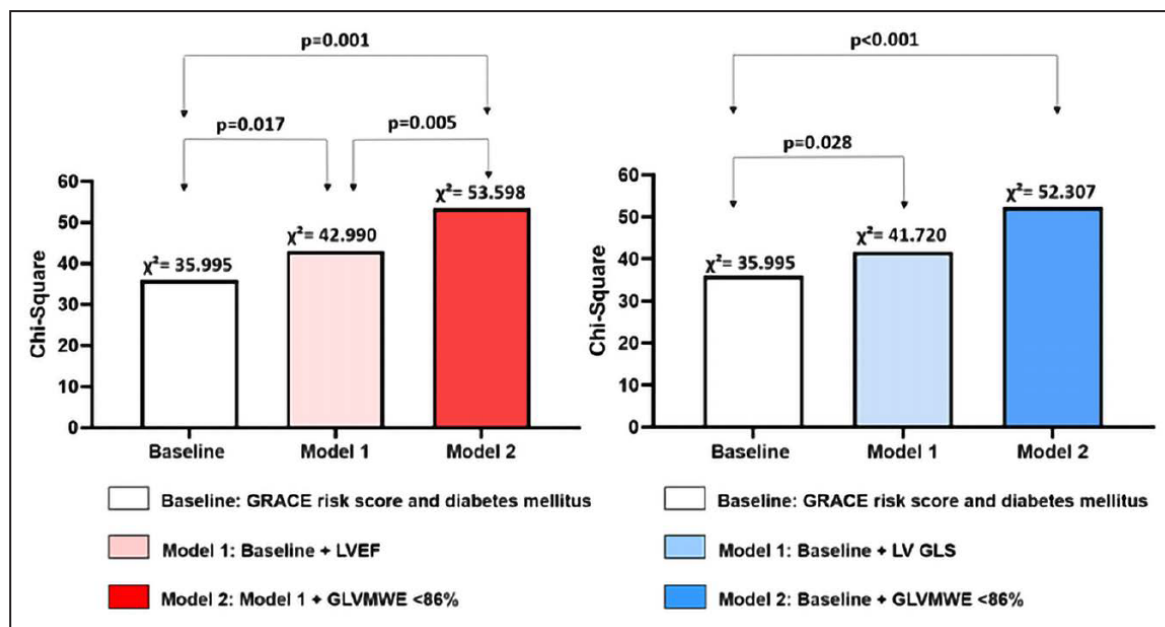 p=0.001
p=0.017
p=0.005
Chi-Square
60
50
40
30
20
10
0
χ²= 35.995
χ²= 42.990
χ²= 53.598
Baseline
Model 1
Model 2
Baseline: GRACE risk score and diabetes mellitus
Model 1: Baseline + LVEF
Model 2: Model 1 + GLVMWE <86%
p<0.001
p=0.028
Chi-Square
60
50
40
30
20
10
0
χ²= 35.995
χ²= 41.720
χ²= 52.307
Baseline
Model 1
Model 2
Baseline: GRACE risk score and diabetes mellitus
Model 1: Baseline + LV GLS
Model 2: Baseline + GLVMWE <86%